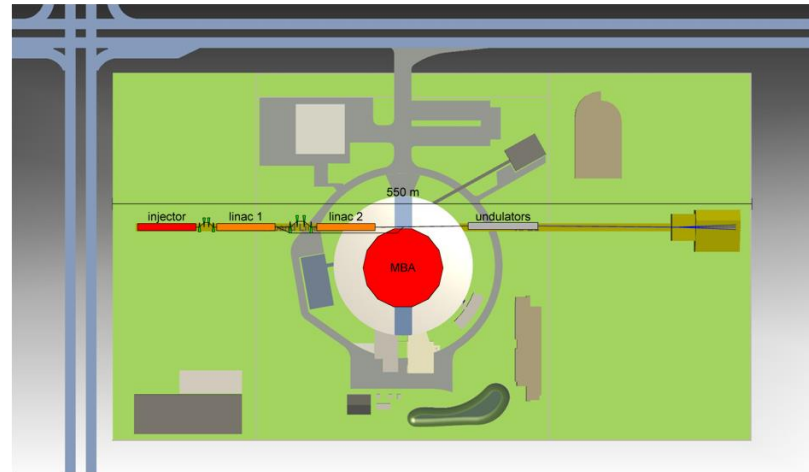 550 m
injector
linac 1
linac 2
undulators
MBA